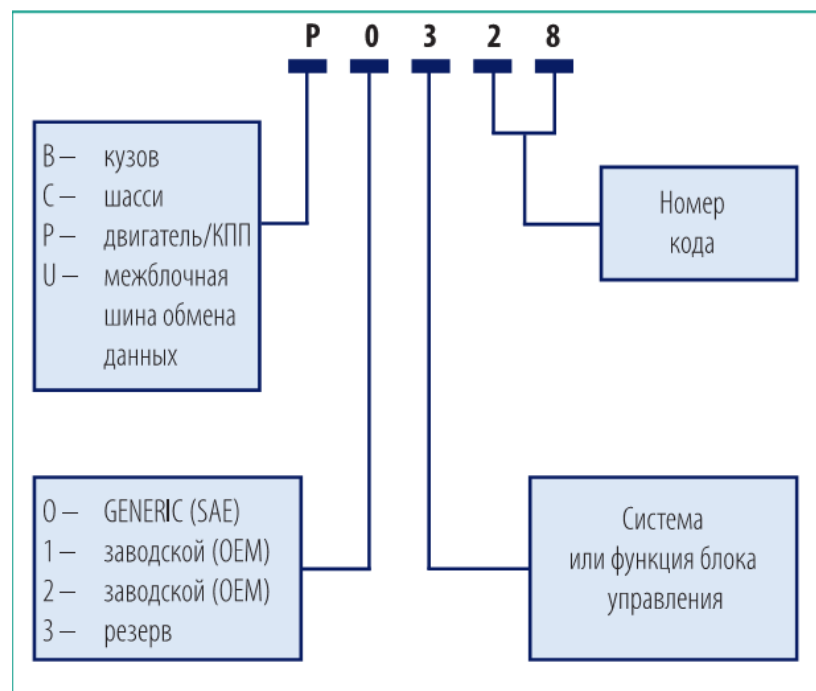 P 0 3 2 8
B – кузов
C – шасси
P – двигатель/КПП
U – межблочная
шина обмена
данных
Номер
кода
0 – GENERIC (SAE)
1 – заводской (OEM)
2 – заводской (OEM)
3 – резерв
Система
или функция блока
управления